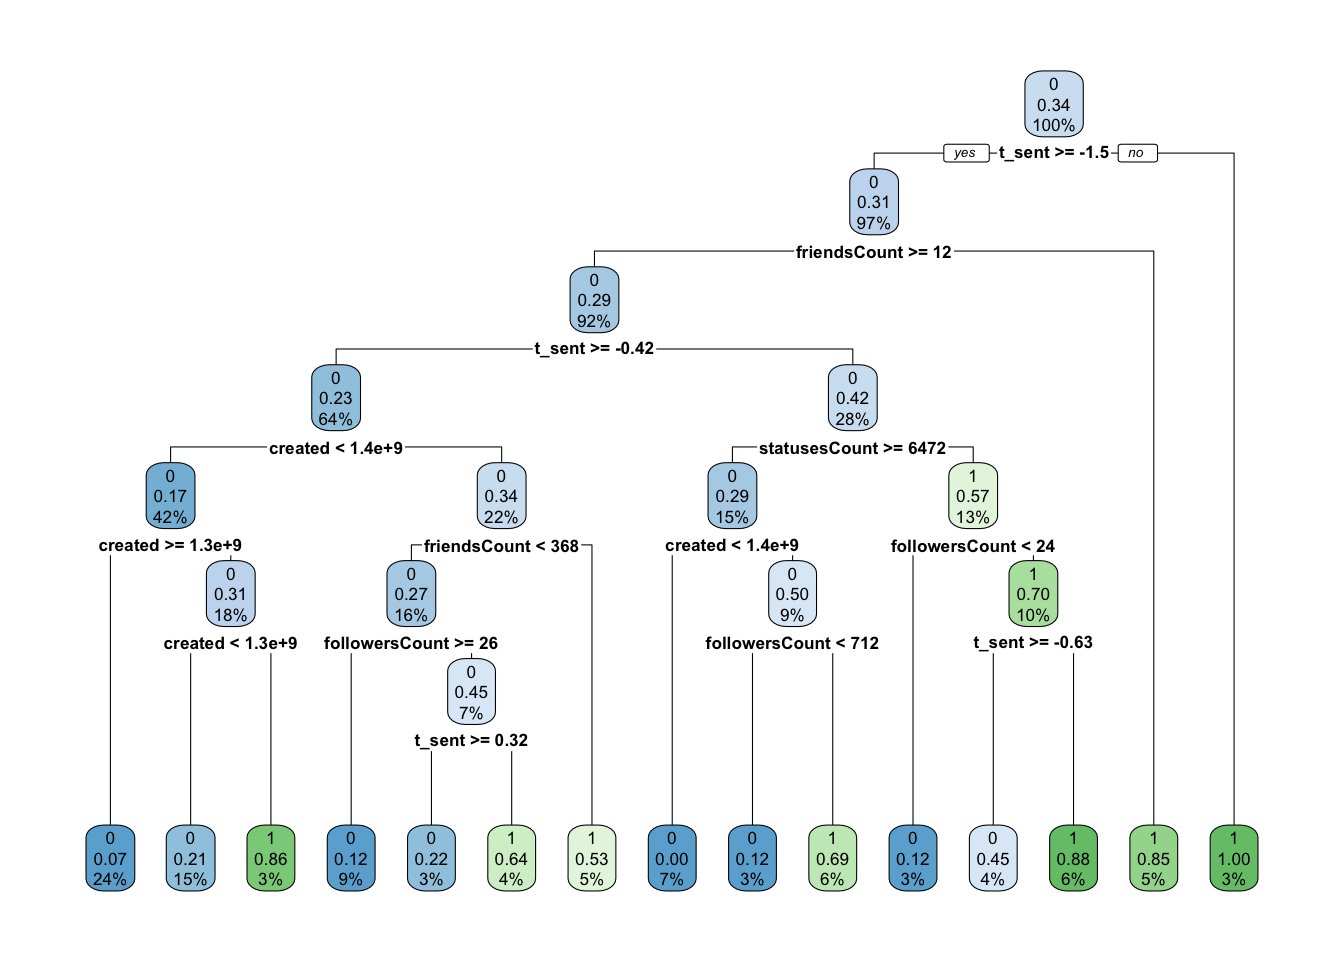 0
0.34
100%
yes t_sent >= -1.5 no
0
0.31
97%
friendsCount >= 12
0
0.29
92%
t_sent >= -0.42
0 0
0.23 0.42
64% 28%
created < 1.4e+9 statusesCount >= 6472
0 0 0 1
0.17 0.34 0.29 0.57
42% 22% 15% 13%
created >= 1.3e+9 friendsCount < 368 created < 1.4e+9 followersCount < 24
0 0 0 1
0.31 0.27 0.50 0.70
18% 16% 9% 10%
created < 1.3e+9 followersCount >= 26 followersCount < 712 t_sent >= -0.63
0
0.45
7%
t_sent >= 0.32
0 0 1 0 0 1 1 0 0 1 0 0 1 1 1
0.07 0.21 0.86 0.12 0.22 0.64 0.53 0.00 0.12 0.69 0.12 0.45 0.88 0.85 1.00
24% 15% 3% 9% 3% 4% 5% 7% 3% 6% 3% 4% 6% 5% 3%